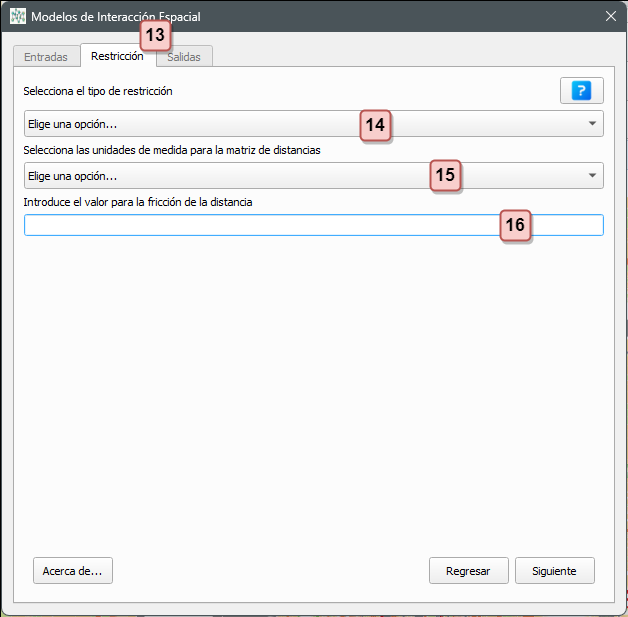 Modelos de Interacción Espacial
13
Entradas Restricción Salidas
Selecciona el tipo de restricción
?
Elige una opción... 14
Selecciona las unidades de medida para la matriz de distancias
Elige una opción... 15
Introduce el valor para la fricción de la distancia
16
Acerca de... Regresar Siguiente